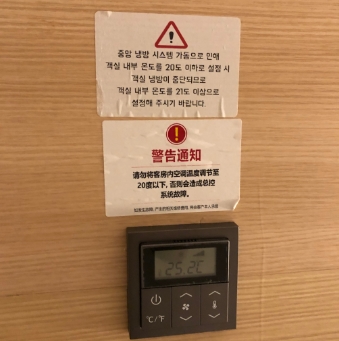 중앙 냉방 시스템 가동으로 인해
객실 내부 온도를 20도 이하로 설정 시
객실 냉방이 중단되므로
객실 내부 온도를 21도 이상으로
설정해 주시기 바랍니다.
警告通知
请勿将客房内空调温度调节至
20度以下,否则会造成总控
系统故障。
25.2℃
℃/℉